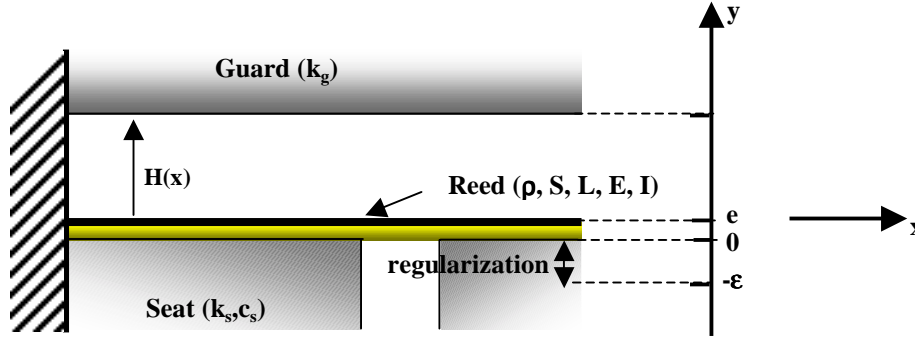 y
Guard (kg)
H(x)
Reed (ρ, S, L, E, I)
e
x
0
regularization
-ε
Seat (ks,cs)